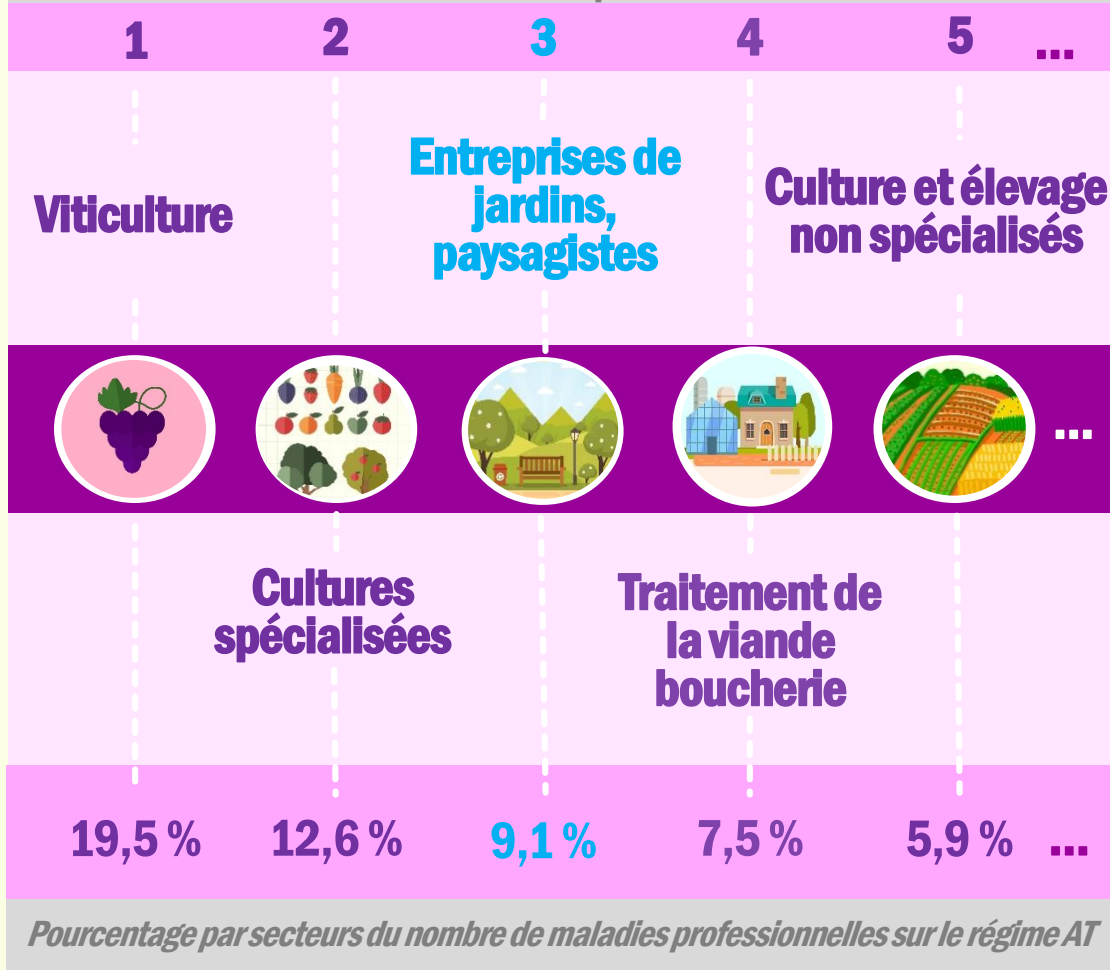 1 2 3 4 5 ...
Entreprises de
jardins,
paysagistes
Viticulture
Culture et élevage
non spécialisés
...
Cultures
spécialisées
Traitement de
la viande
boucherie
19,5 % 12,6 % 9,1 % 7,5 % 5,9 % ...
Pourcentage par secteurs du nombre de maladies professionnelles sur le régime AT